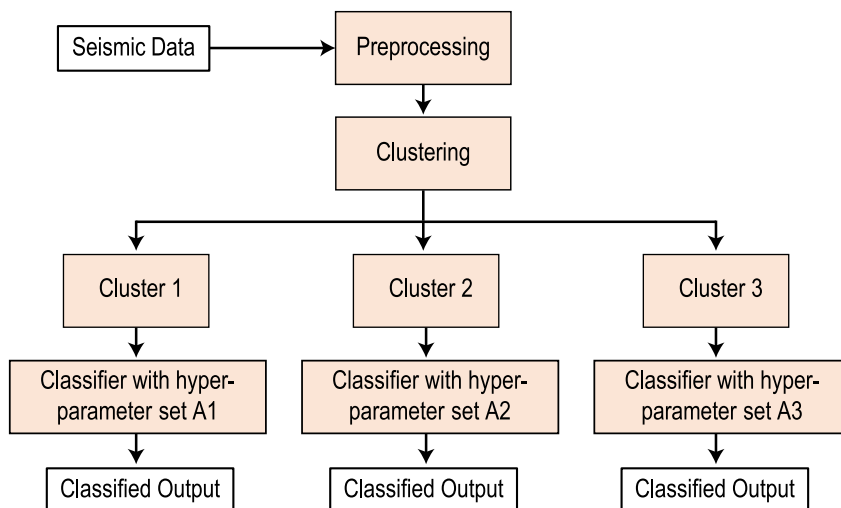 Seismic Data
Preprocessing
Clustering
Cluster 1
Cluster 2
Cluster 3
Classifier with hyper-
parameter set A1
Classifier with hyper-
parameter set A2
Classifier with hyper-
parameter set A3
Classified Output
Classified Output
Classified Output